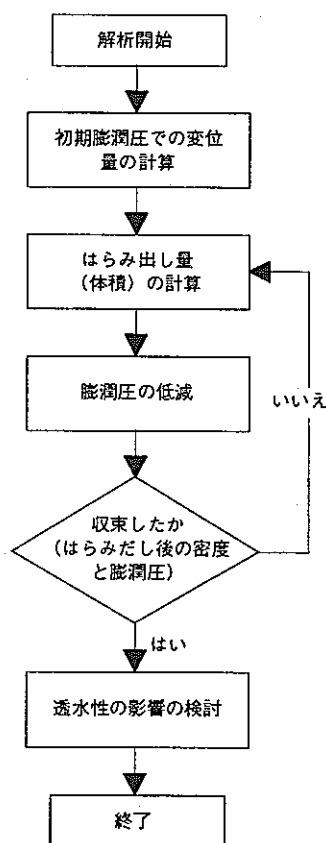 解析開始
初期膨潤圧での変位
量の計算
はらみ出し量
（体積）の計算
膨潤圧の低減
いいえ
収束したか
（はらみだし後の密度
と膨潤圧）
はい
透水性の影響の検討
終了